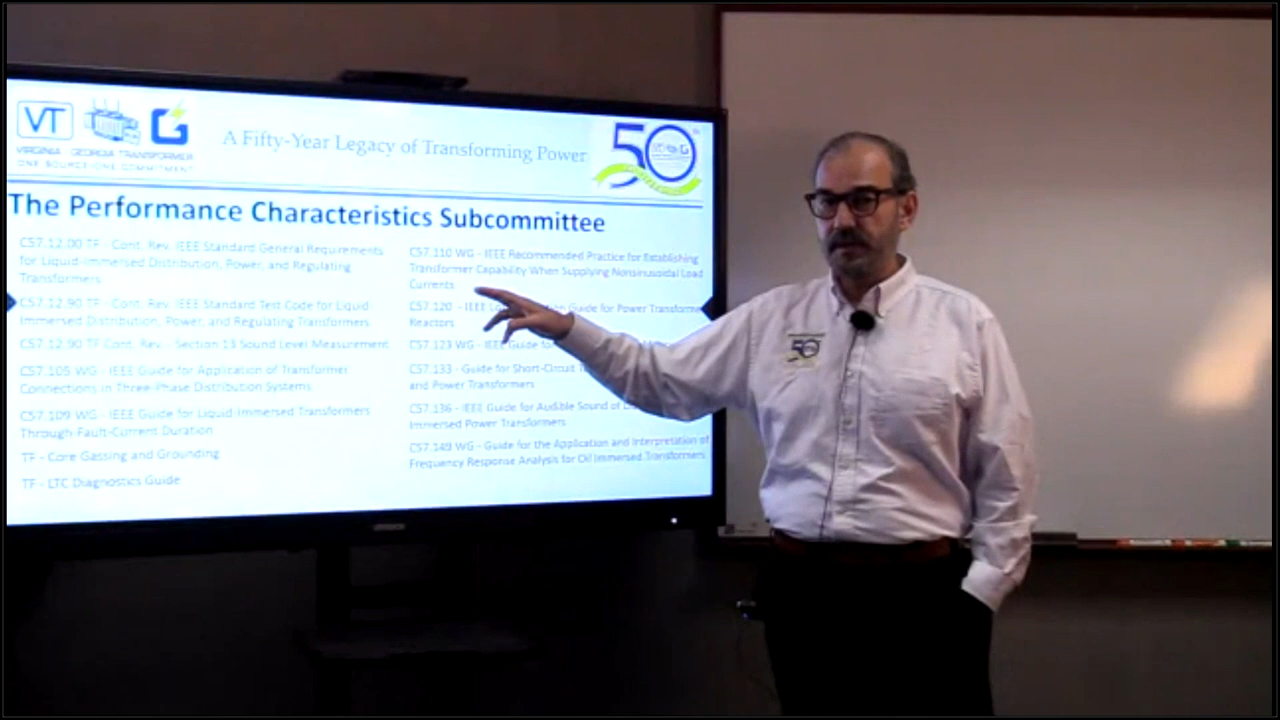 VT G
VIRGINIA - GEORGIA TRANSFORMER
ONE SOURCE-ONE COMMITMENT
A Fifty-Year Legacy of Transforming Power
50
The Performance Characteristics Subcommittee
C57.12.00 TF - Cont. Rev. IEEE Standard General Requirements
for Liquid-Immersed Distribution, Power, and Regulating
Transformers
C57.12.90 TF - Cont. Rev. IEEE Standard Test Code for Liquid
Immersed Distribution, Power, and Regulating Transformers
C57.12.90 TF Cont. Rev. - Section 13 Sound Level Measurement
C57.105 WG - IEEE Guide for Application of Transformer
Connections in Three-Phase Distribution Systems
C57.109 WG - IEEE Guide for Liquid-Immersed Transformers
Through-Fault-Current Duration
TF - Core Gassing and Grounding
TF - LTC Diagnostics Guide
C57.110 WG - IEEE Recommended Practice for Establishing
Transformer Capability When Supplying Nonsinusoidal Load
Currents
C57.120 - IEEE Guide for Power Transforme
Reactors
C57.123 WG - IEEE Guide for
C57.133 - Guide for Short-Circuit
and Power Transformers
C57.136 - IEEE Guide for Audible Sound of
Immersed Power Transformers
C57.149 WG - Guide for the Application and Interpretation of
Frequency Response Analysis for Oil Immersed Transformers
50